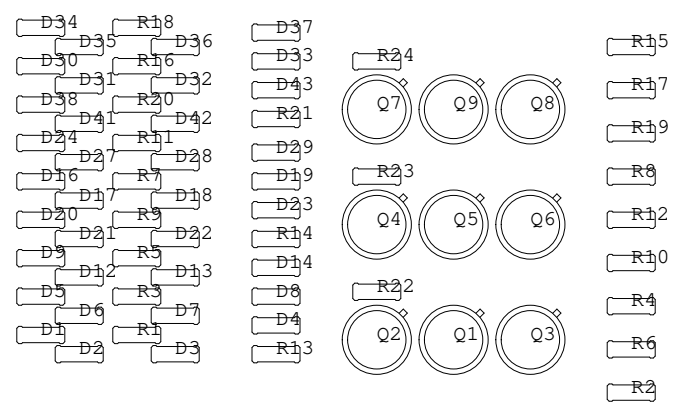 D34 R18 D37
D35 D36 R15
D30 R16 D33 R24
D31 D32 D43 R17
D38 R20 Q7 Q9 Q8
D41 D42 R21 R19
D24 R11 D29
D27 D28
D16 R7 D19 R23 R8
D17 D18 D23
D20 R9 Q4 Q5 Q6 R12
D21 D22 R14
D9 R5 D14 R10
D12 D13
D5 R3 D8 R22 R4
D6 D7 D4
D1 R1 Q2 Q1 Q3
D2 D3 R13 R6
R2